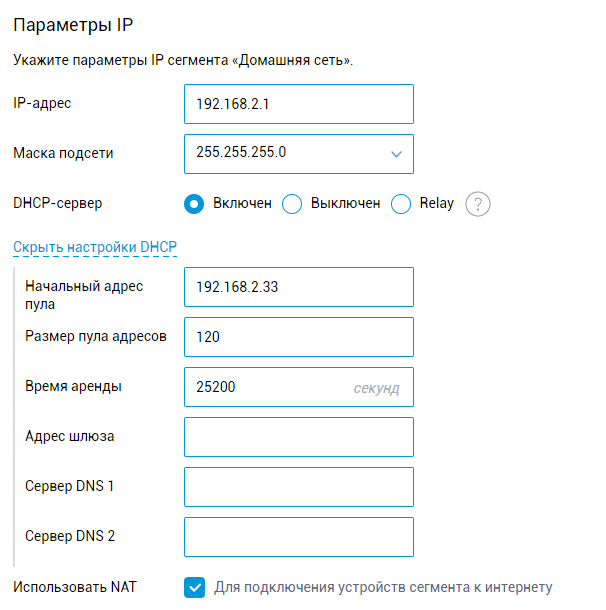 Параметры IP
Укажите параметры IP сегмента «Домашняя сеть».
IP-адрес 192.168.2.1
Маска подсети 255.255.255.0
DHCP-сервер Включен Выключен Relay ?
Скрыть настройки DHCP
Начальный адрес 192.168.2.33
пула
Размер пула адресов 120
Время аренды 25200 секунд
Адрес шлюза
Сервер DNS 1
Сервер DNS 2
Использовать NAT Для подключения устройств сегмента к интернету